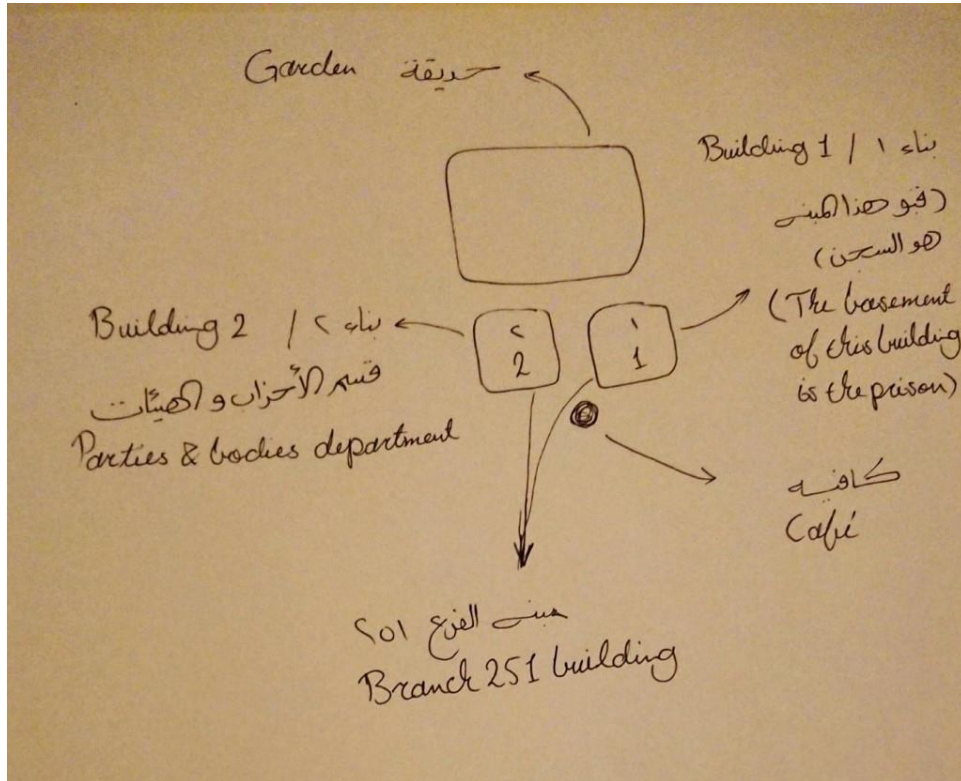 Garden حديقة
Building 1 / ١ بناء
(قبو هذا المبنى
هو السجن)
(The basement
of this building
is the prison)
Building 2 / ٢ بناء
قسم الأحزاب و الهيئات
Parties & bodies department
٢
2
١
1
كافيه
Café
مبنى الفرع ٢٥١
Branch 251 building